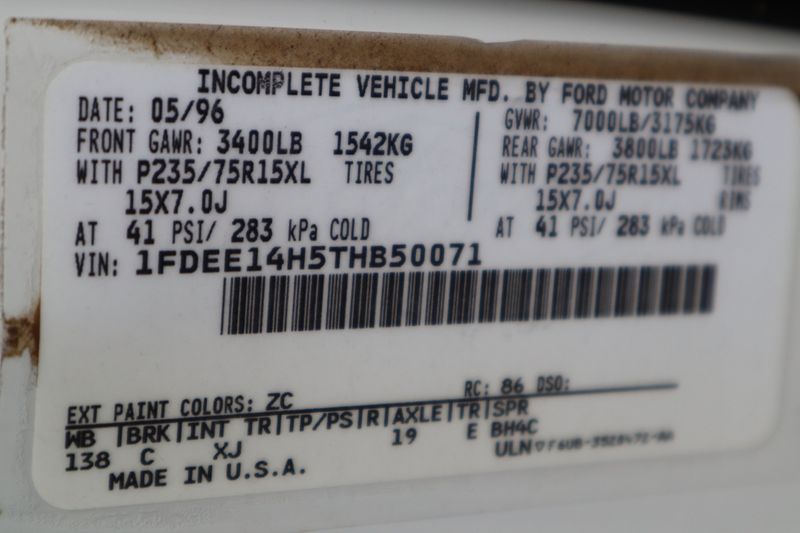 INCOMPLETE VEHICLE MFD. BY FORD MOTOR COMPANY
DATE: 05/96
GVWR: 7000LB/3175KG
FRONT GAWR: 3400LB 1542KG
REAR GAWR: 3800LB 1723KG
WITH P235/75R15XL TIRES
WITH P235/75R15XL TIRES
15X7.0J
15X7.0J RIMS
AT 41 PSI/ 283 kPa COLD
AT 41 PSI/ 283 kPa COLD
VIN: 1FDEE14H5THB50071
EXT PAINT COLORS: ZC RC: 86 DSO:
WB |BRK|INT TR|TP/PS|R|AXLE|TR|SPR
138 C XJ 19 E BH4C
MADE IN U.S.A. ULN